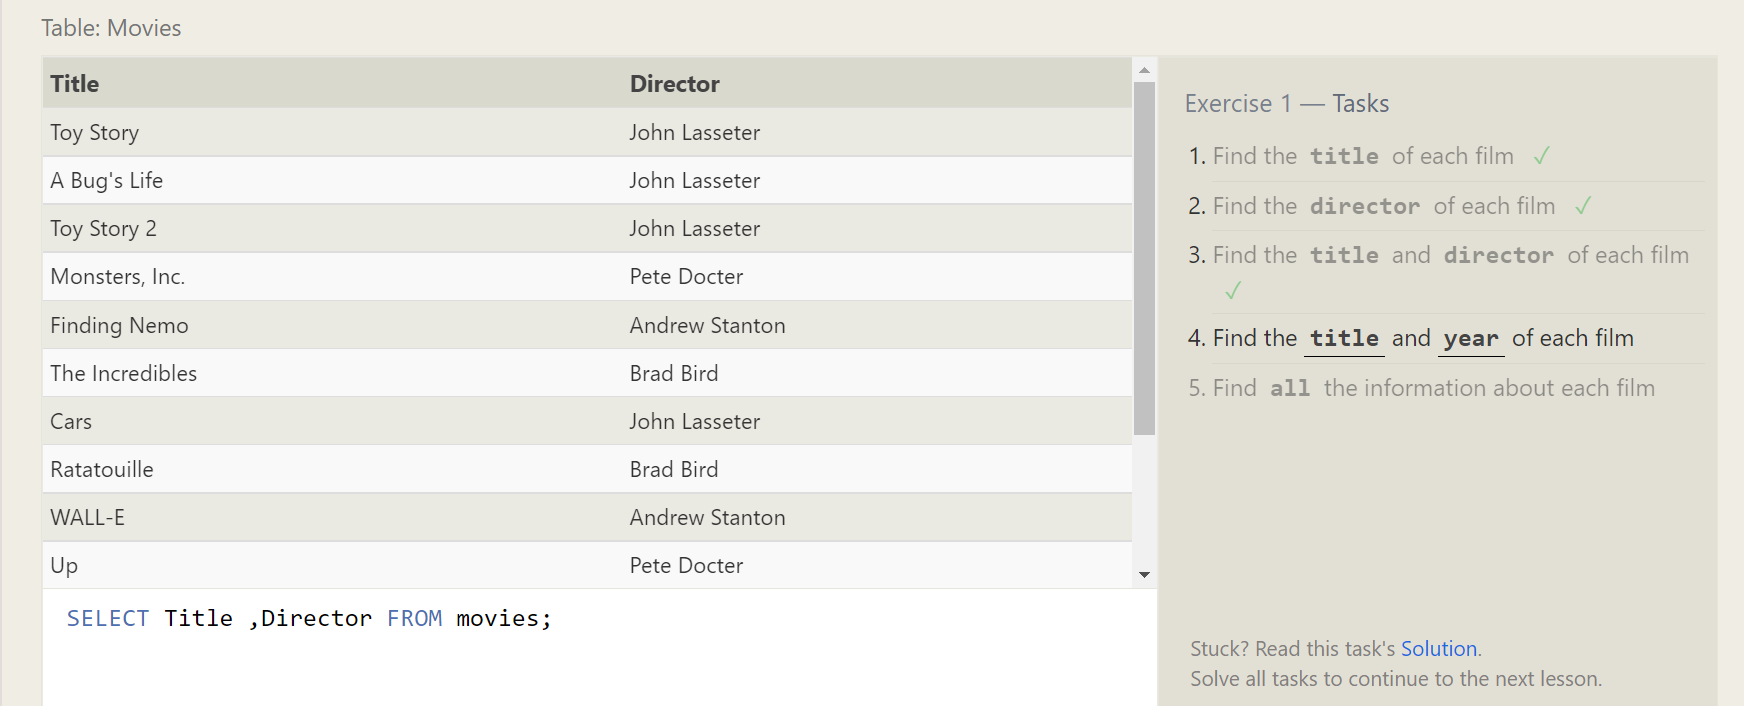 Table: Movies
Title Director
Toy Story John Lasseter
A Bug's Life John Lasseter
Toy Story 2 John Lasseter
Monsters, Inc. Pete Docter
Finding Nemo Andrew Stanton
The Incredibles Brad Bird
Cars John Lasseter
Ratatouille Brad Bird
WALL-E Andrew Stanton
Up Pete Docter
SELECT Title ,Director FROM movies;
Exercise 1 — Tasks
1. Find the title of each film ✓
2. Find the director of each film ✓
3. Find the title and director of each film
✓
4. Find the title and year of each film
5. Find all the information about each film
Stuck? Read this task's Solution.
Solve all tasks to continue to the next lesson.